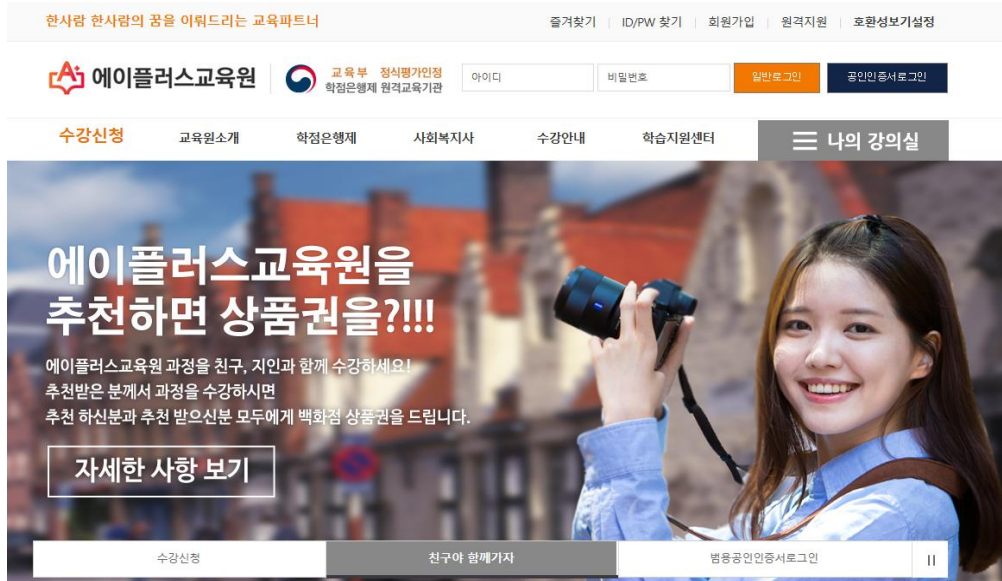 한사람 한사람의 꿈을 이뤄드리는 교육파트너
즐겨찾기 | ID/PW 찾기 | 회원가입 | 원격지원 | 호환성보기설정
에이플러스교육원
교육부 정식평가인정
학점은행제 원격교육기관
아이디
비밀번호
일반로그인
공인인증서로그인
수강신청 교육원소개 학점은행제 사회복지사 수강안내 학습지원센터 나의 강의실
에이플러스교육원을
추천하면 상품권을?!!!
에이플러스교육원 과정을 친구, 지인과 함께 수강하세요!
추천받은 분께서 과정을 수강하시면
추천 하신분과 추천 받으신분 모두에게 백화점 상품권을 드립니다.
자세한 사항 보기
수강신청 친구야 함께가자 범용공인인증서로그인